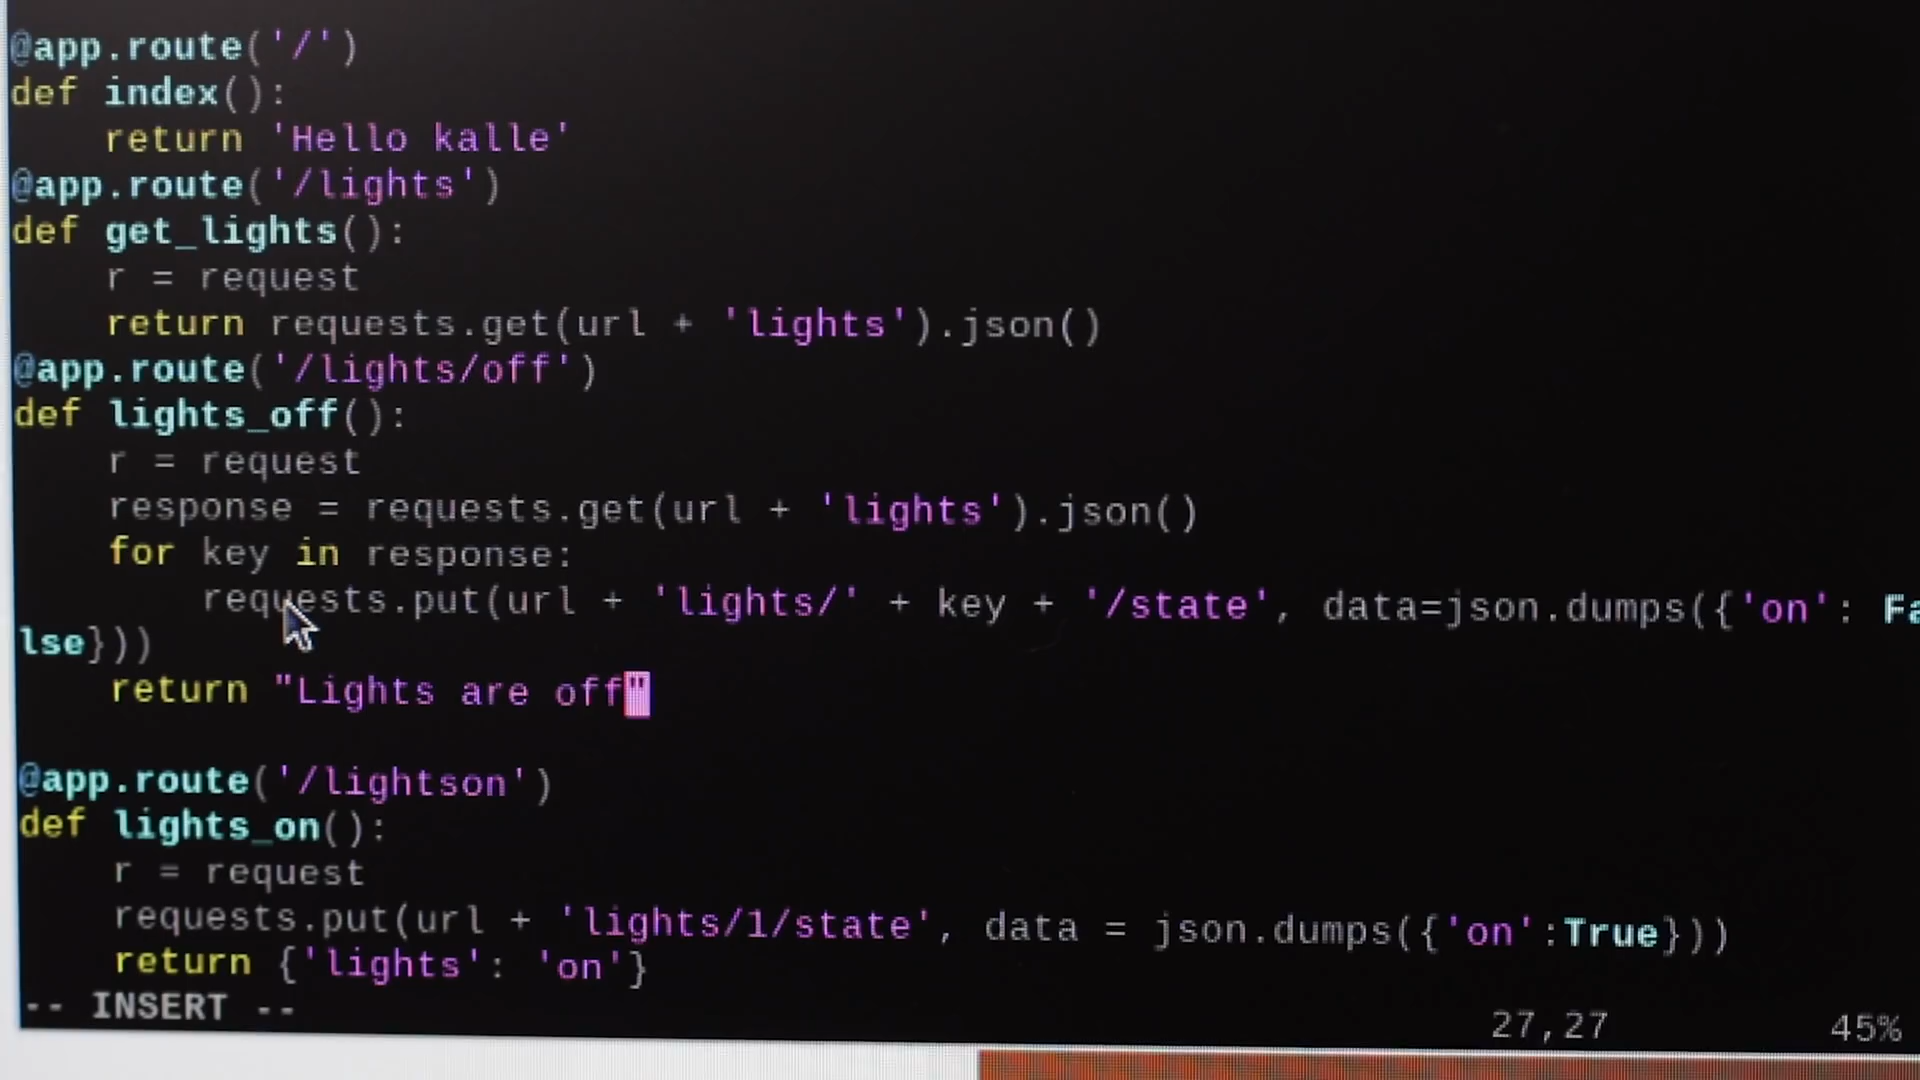 @app.route('/')
def index():
    return 'Hello kalle'
@app.route('/lights')
def get_lights():
    r = request
    return requests.get(url + 'lights').json()
@app.route('/lights/off')
def lights_off():
    r = request
    response = requests.get(url + 'lights').json()
    for key in response:
        requests.put(url + 'lights/' + key + '/state', data=json.dumps({'on': Fa
lse}))
    return "Lights are off"
@app.route('/lightson')
def lights_on():
    r = request
    requests.put(url + 'lights/1/state', data = json.dumps({'on':True}))
    return {'lights': 'on'}
-- INSERT -- 27,27 45%